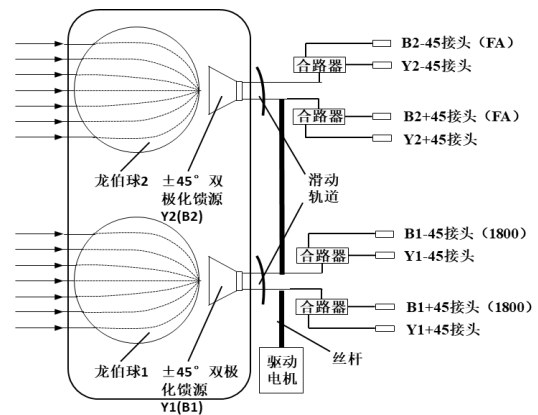 B2-45接头（FA）
合路器
Y2-45接头
B2+45接头（FA）
合路器
Y2+45接头
龙伯球2
±45°双
极化馈源
Y2(B2)
滑动
轨道
B1-45接头（1800）
合路器
Y1-45接头
B1+45接头（1800）
合路器
Y1+45接头
龙伯球1
±45°双极
化馈源
Y1(B1)
驱动
电机
丝杆